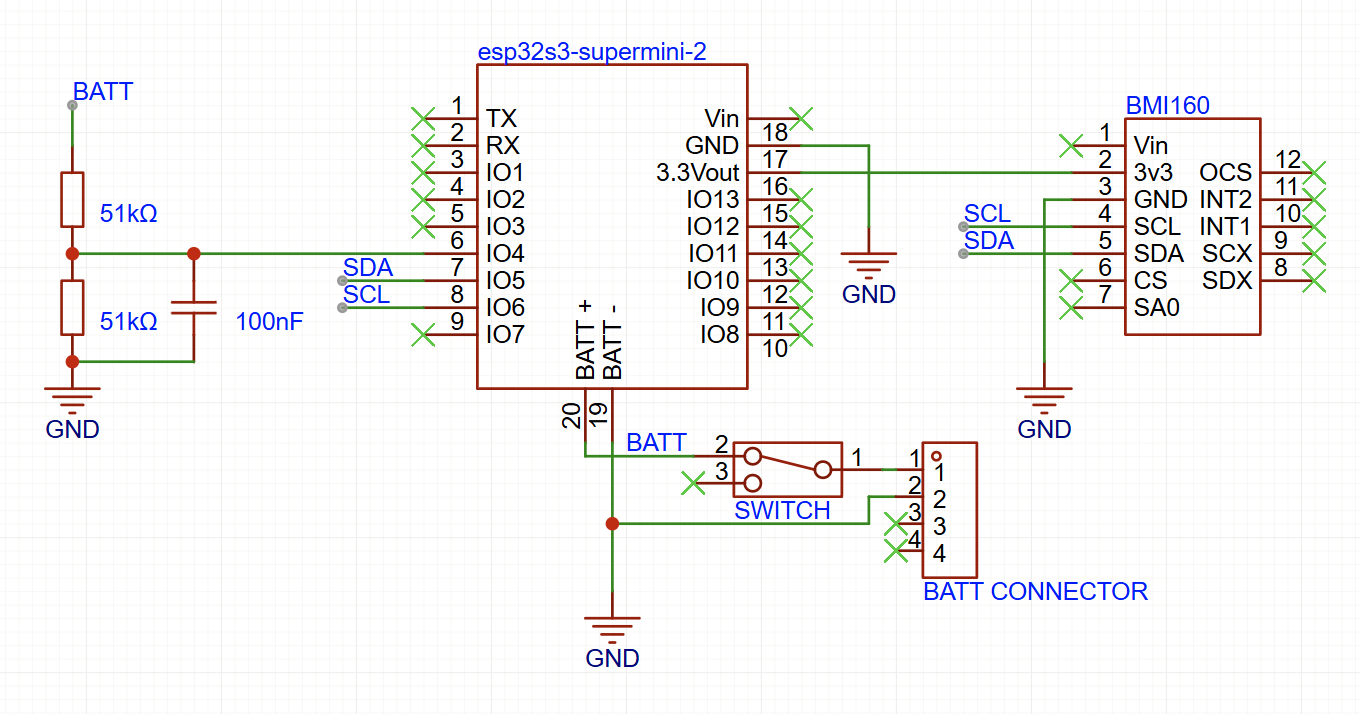 esp32s3-supermini-2
BATT
51kΩ
51kΩ
100nF
GND
SDA
SCL
1 TX
2 RX
3 IO1
4 IO2
5 IO3
6 IO4
7 IO5
8 IO6
9 IO7
Vin
18
GND
17
3.3Vout
16
IO13
15
IO12
14
IO11
13
IO10
12
IO9
11
IO8
10
BATT +
BATT -
20
19
GND
BMI160
1 Vin
2 3v3
3 GND
4 SCL
5 SDA
6 CS
7 SA0
OCS 12
INT2 11
INT1 10
SCX 9
SDX 8
SCL
SDA
GND
BATT
2
3
1
SWITCH
1 1
2 2
3 3
4 4
BATT CONNECTOR
GND